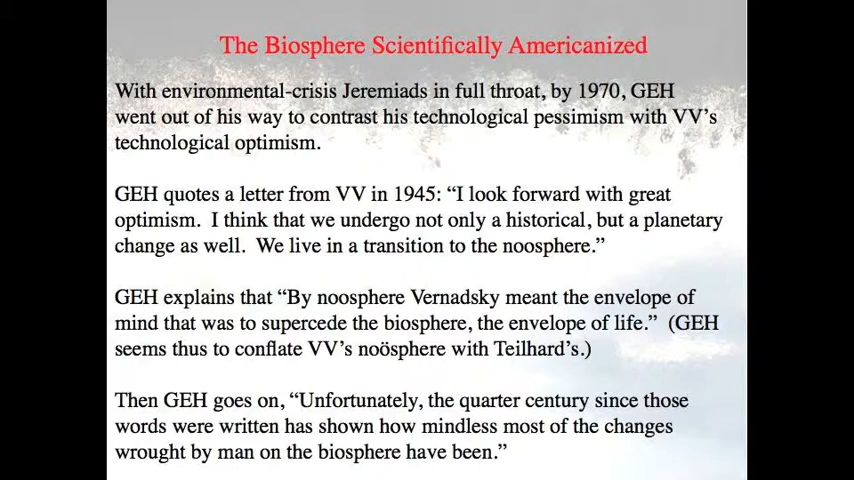 The Biosphere Scientifically Americanized
With environmental-crisis Jeremiads in full throat, by 1970, GEH
went out of his way to contrast his technological pessimism with VV's
technological optimism.
GEH quotes a letter from VV in 1945: “I look forward with great
optimism.  I think that we undergo not only a historical, but a planetary
change as well.  We live in a transition to the noosphere.”
GEH explains that “By noosphere Vernadsky meant the envelope of
mind that was to supercede the biosphere, the envelope of life.”  (GEH
seems thus to conflate VV’s noösphere with Teilhard’s.)
Then GEH goes on, “Unfortunately, the quarter century since those
words were written has shown how mindless most of the changes
wrought by man on the biosphere have been.”